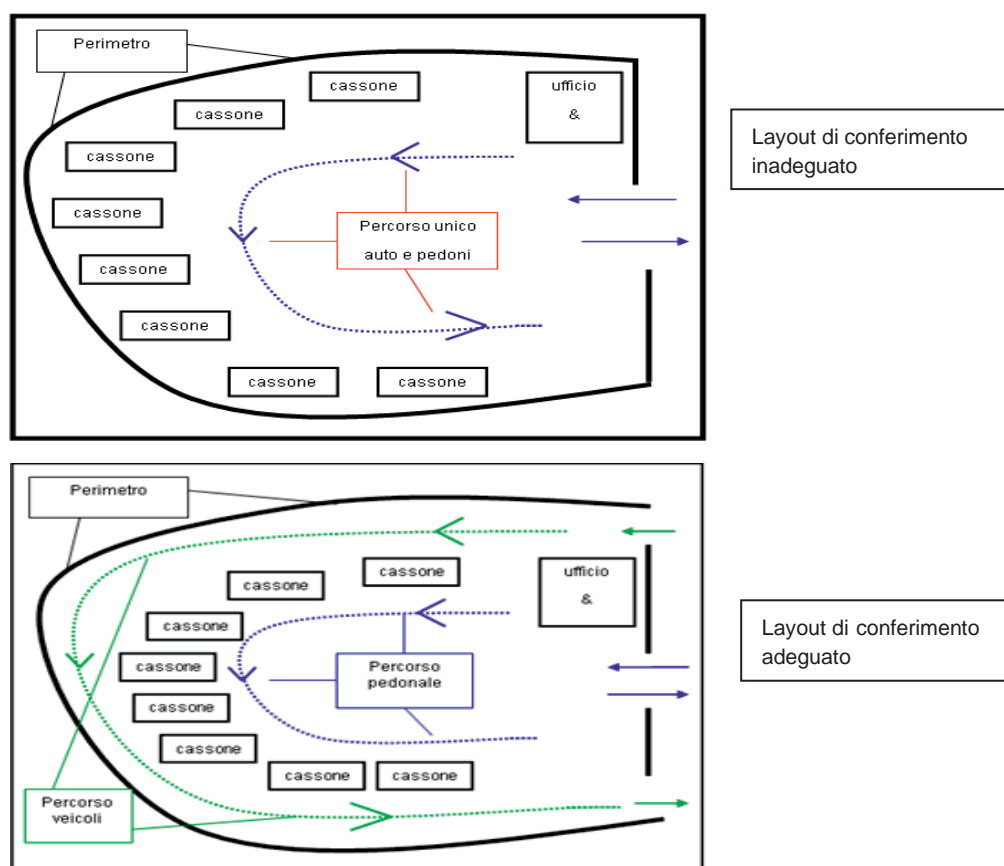 Perimetro
cassone
ufficio
&
cassone
cassone
cassone
Percorso unico
auto e pedoni
cassone
cassone
cassone
cassone
Layout di conferimento
inadeguato
Perimetro
cassone
ufficio
&
cassone
cassone
cassone
Percorso
pedonale
cassone
cassone
cassone
cassone
Percorso
veicoli
Layout di conferimento
adeguato